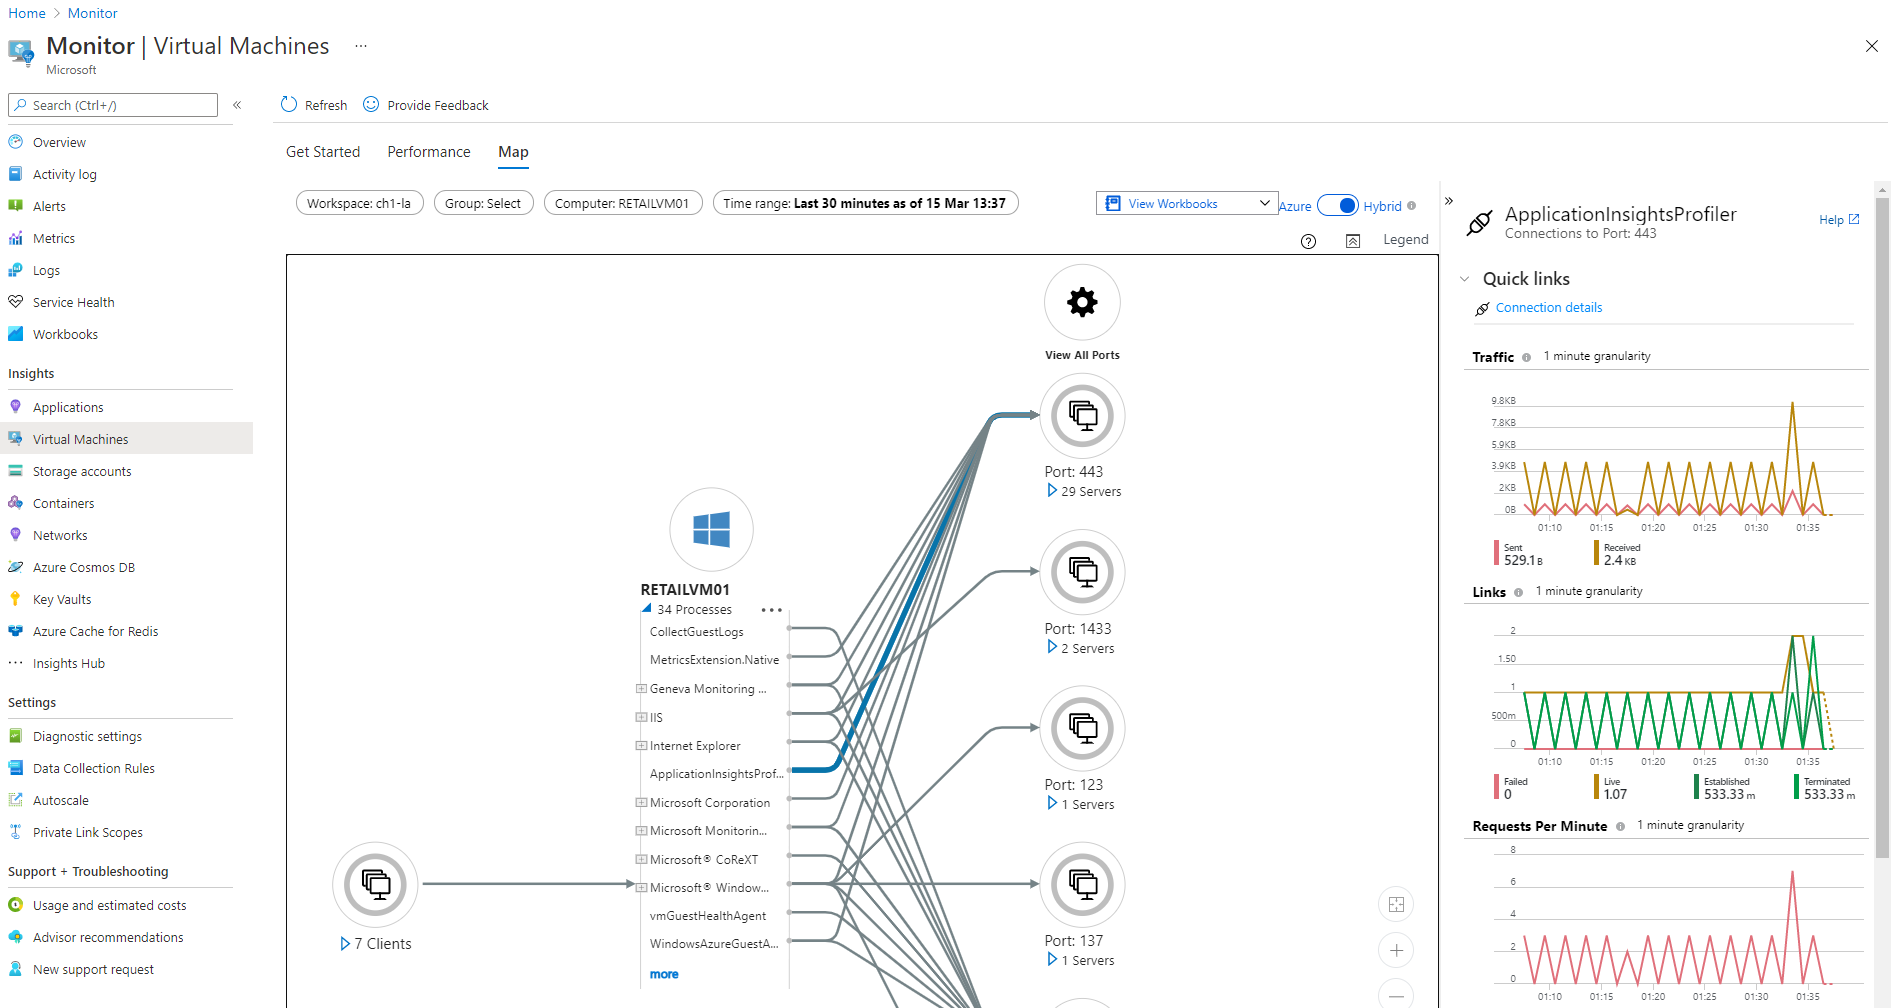 Home > Monitor
Monitor | Virtual Machines ...
Microsoft
Search (Ctrl+/)
«
Refresh
Provide Feedback
Overview
Activity log
Alerts
Metrics
Logs
Service Health
Workbooks
Insights
Applications
Virtual Machines
Storage accounts
Containers
Networks
Azure Cosmos DB
Key Vaults
Azure Cache for Redis
Insights Hub
Settings
Diagnostic settings
Data Collection Rules
Autoscale
Private Link Scopes
Support + Troubleshooting
Usage and estimated costs
Advisor recommendations
New support request
Get Started Performance Map
Workspace: ch1-la
Group: Select
Computer: RETAILVM01
Time range: Last 30 minutes as of 15 Mar 13:37
View Workbooks
Azure
Hybrid
Legend
View All Ports
Port: 443
29 Servers
Port: 1433
2 Servers
Port: 123
1 Servers
Port: 137
1 Servers
RETAILVM01
34 Processes
CollectGuestLogs
MetricsExtension.Native
Geneva Monitoring ...
IIS
Internet Explorer
ApplicationInsightsProf...
Microsoft Corporation
Microsoft Monitorin...
Microsoft® CoReXT
Microsoft® Window...
vmGuestHealthAgent
WindowsAzureGuestA...
more
7 Clients
»
ApplicationInsightsProfiler
Connections to Port: 443
Help
Quick links
Connection details
Traffic 1 minute granularity
9.8KB
7.8KB
5.9KB
3.9KB
2KB
0B
01:10 01:15 01:20 01:25 01:30 01:35
Sent
529.1 B
Received
2.4 KB
Links 1 minute granularity
2
1.50
1
500m
0
01:10 01:15 01:20 01:25 01:30 01:35
Failed
0
Live
1.07
Established
533.33 m
Terminated
533.33 m
Requests Per Minute 1 minute granularity
8
6
4
2
0
01:10 01:15 01:20 01:25 01:30 01:35